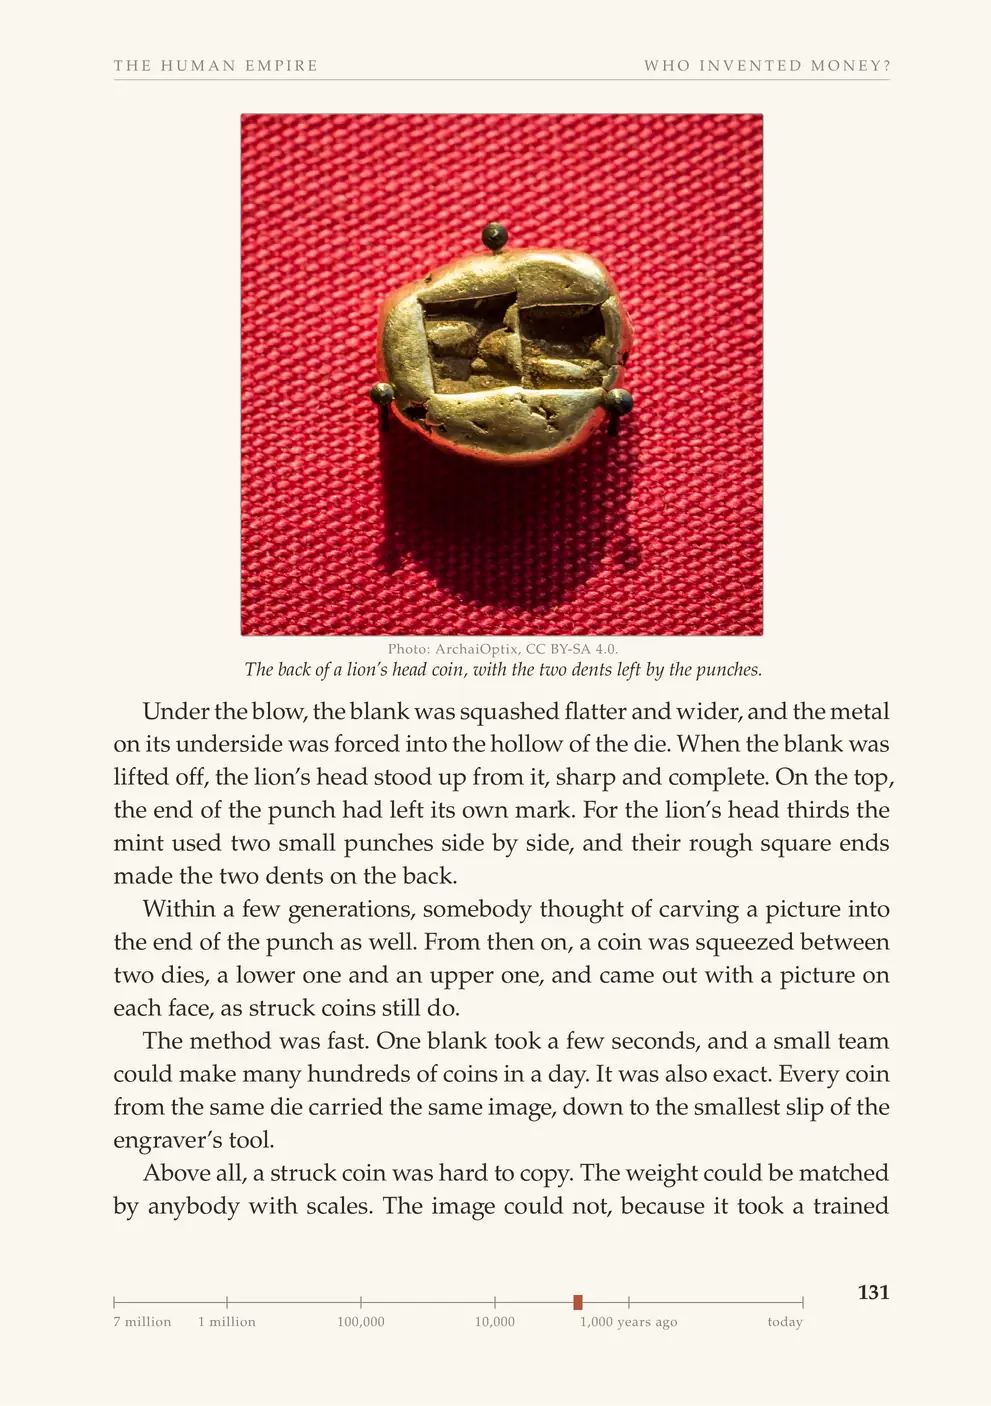 THE HUMAN EMPIRE
WHO INVENTED MONEY?
Photo: ArchaiOptix, CC BY-SA 4.0.
The back of a lion’s head coin, with the two dents left by the punches.
Under the blow, the blank was squashed flatter and wider, and the metal
on its underside was forced into the hollow of the die. When the blank was
lifted off, the lion’s head stood up from it, sharp and complete. On the top,
the end of the punch had left its own mark. For the lion’s head thirds the
mint used two small punches side by side, and their rough square ends
made the two dents on the back.
Within a few generations, somebody thought of carving a picture into
the end of the punch as well. From then on, a coin was squeezed between
two dies, a lower one and an upper one, and came out with a picture on
each face, as struck coins still do.
The method was fast. One blank took a few seconds, and a small team
could make many hundreds of coins in a day. It was also exact. Every coin
from the same die carried the same image, down to the smallest slip of the
engraver’s tool.
Above all, a struck coin was hard to copy. The weight could be matched
by anybody with scales. The image could not, because it took a trained
131
7 million 1 million 100,000 10,000 1,000 years ago today